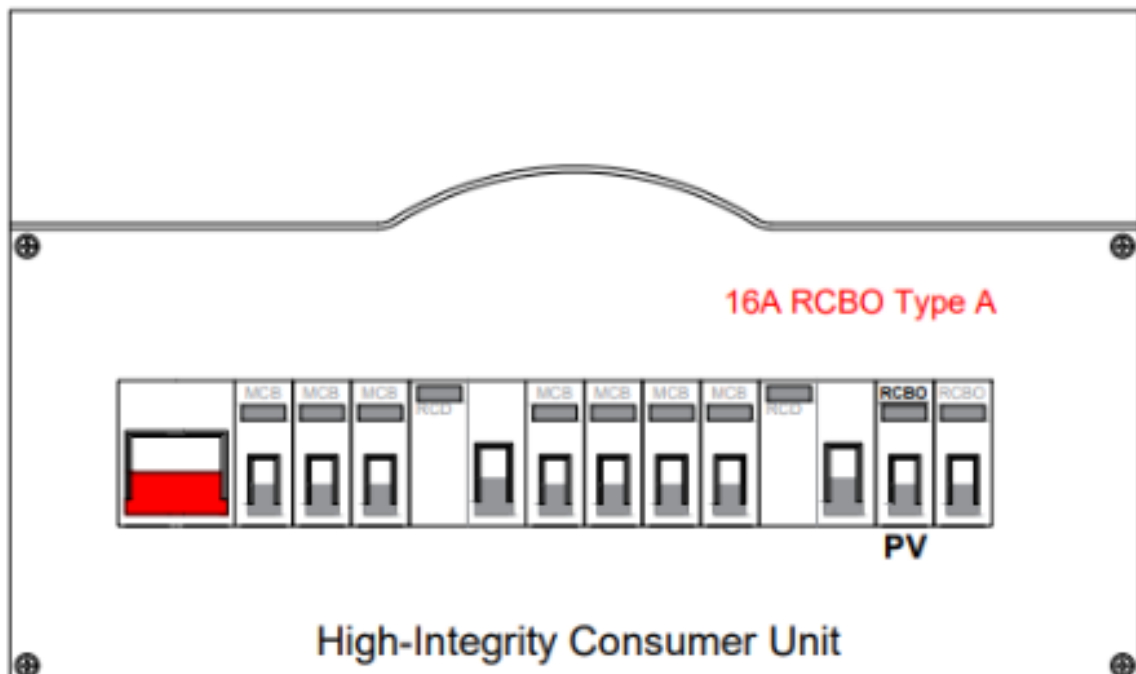 16A RCBO Type A
MCB MCB MCB RCD MCB MCB MCB MCB RCD RCBO RCBO
PV
High-Integrity Consumer Unit